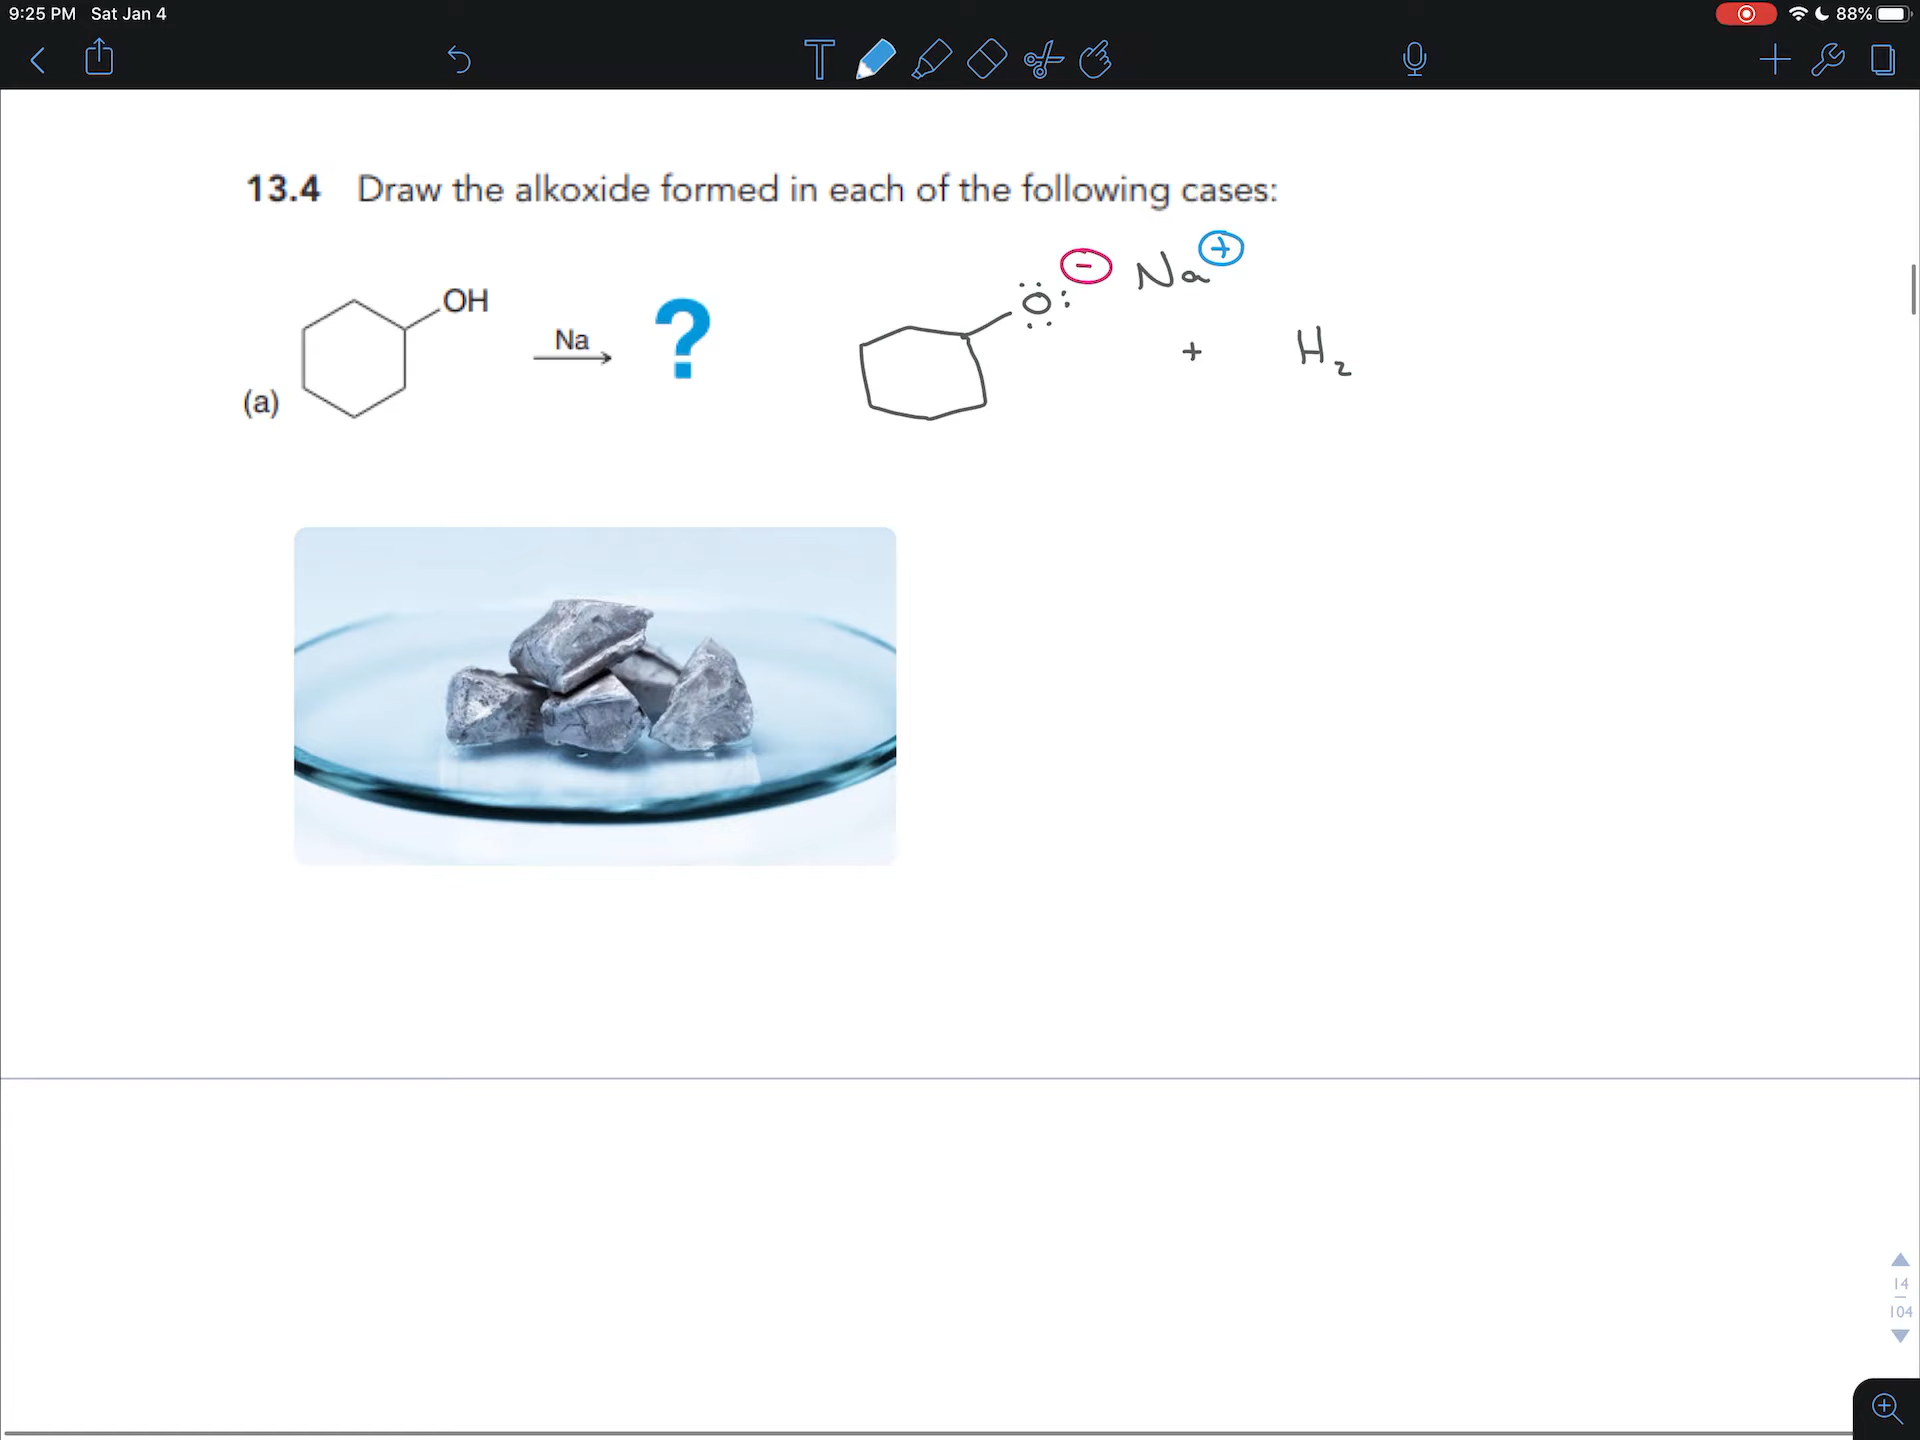 9:25 PM Sat Jan 4
88%
13.4 Draw the alkoxide formed in each of the following cases:
(a) OH Na ? :Ö: ⊖ Na ⊕ + H₂
14
104